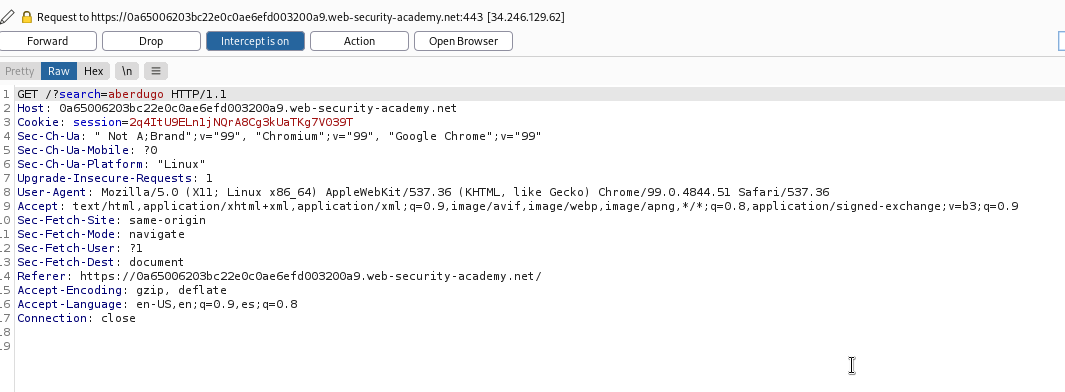 Request to https://0a65006203bc22e0c0ae6efd003200a9.web-security-academy.net:443 [34.246.129.62]
Forward Drop Intercept is on Action Open Browser
Pretty Raw Hex \n
1 GET /?search=aberdugo HTTP/1.1
2 Host: 0a65006203bc22e0c0ae6efd003200a9.web-security-academy.net
3 Cookie: session=2q4ItU9ELn1jNQrA8Cg3kUaTKg7V039T
4 Sec-Ch-Ua: " Not A;Brand";v="99", "Chromium";v="99", "Google Chrome";v="99"
5 Sec-Ch-Ua-Mobile: ?0
6 Sec-Ch-Ua-Platform: "Linux"
7 Upgrade-Insecure-Requests: 1
8 User-Agent: Mozilla/5.0 (X11; Linux x86_64) AppleWebKit/537.36 (KHTML, like Gecko) Chrome/99.0.4844.51 Safari/537.36
9 Accept: text/html,application/xhtml+xml,application/xml;q=0.9,image/avif,image/webp,image/apng,*/*;q=0.8,application/signed-exchange;v=b3;q=0.9
10 Sec-Fetch-Site: same-origin
11 Sec-Fetch-Mode: navigate
12 Sec-Fetch-User: ?1
13 Sec-Fetch-Dest: document
14 Referer: https://0a65006203bc22e0c0ae6efd003200a9.web-security-academy.net/
15 Accept-Encoding: gzip, deflate
16 Accept-Language: en-US,en;q=0.9,es;q=0.8
17 Connection: close
18
19